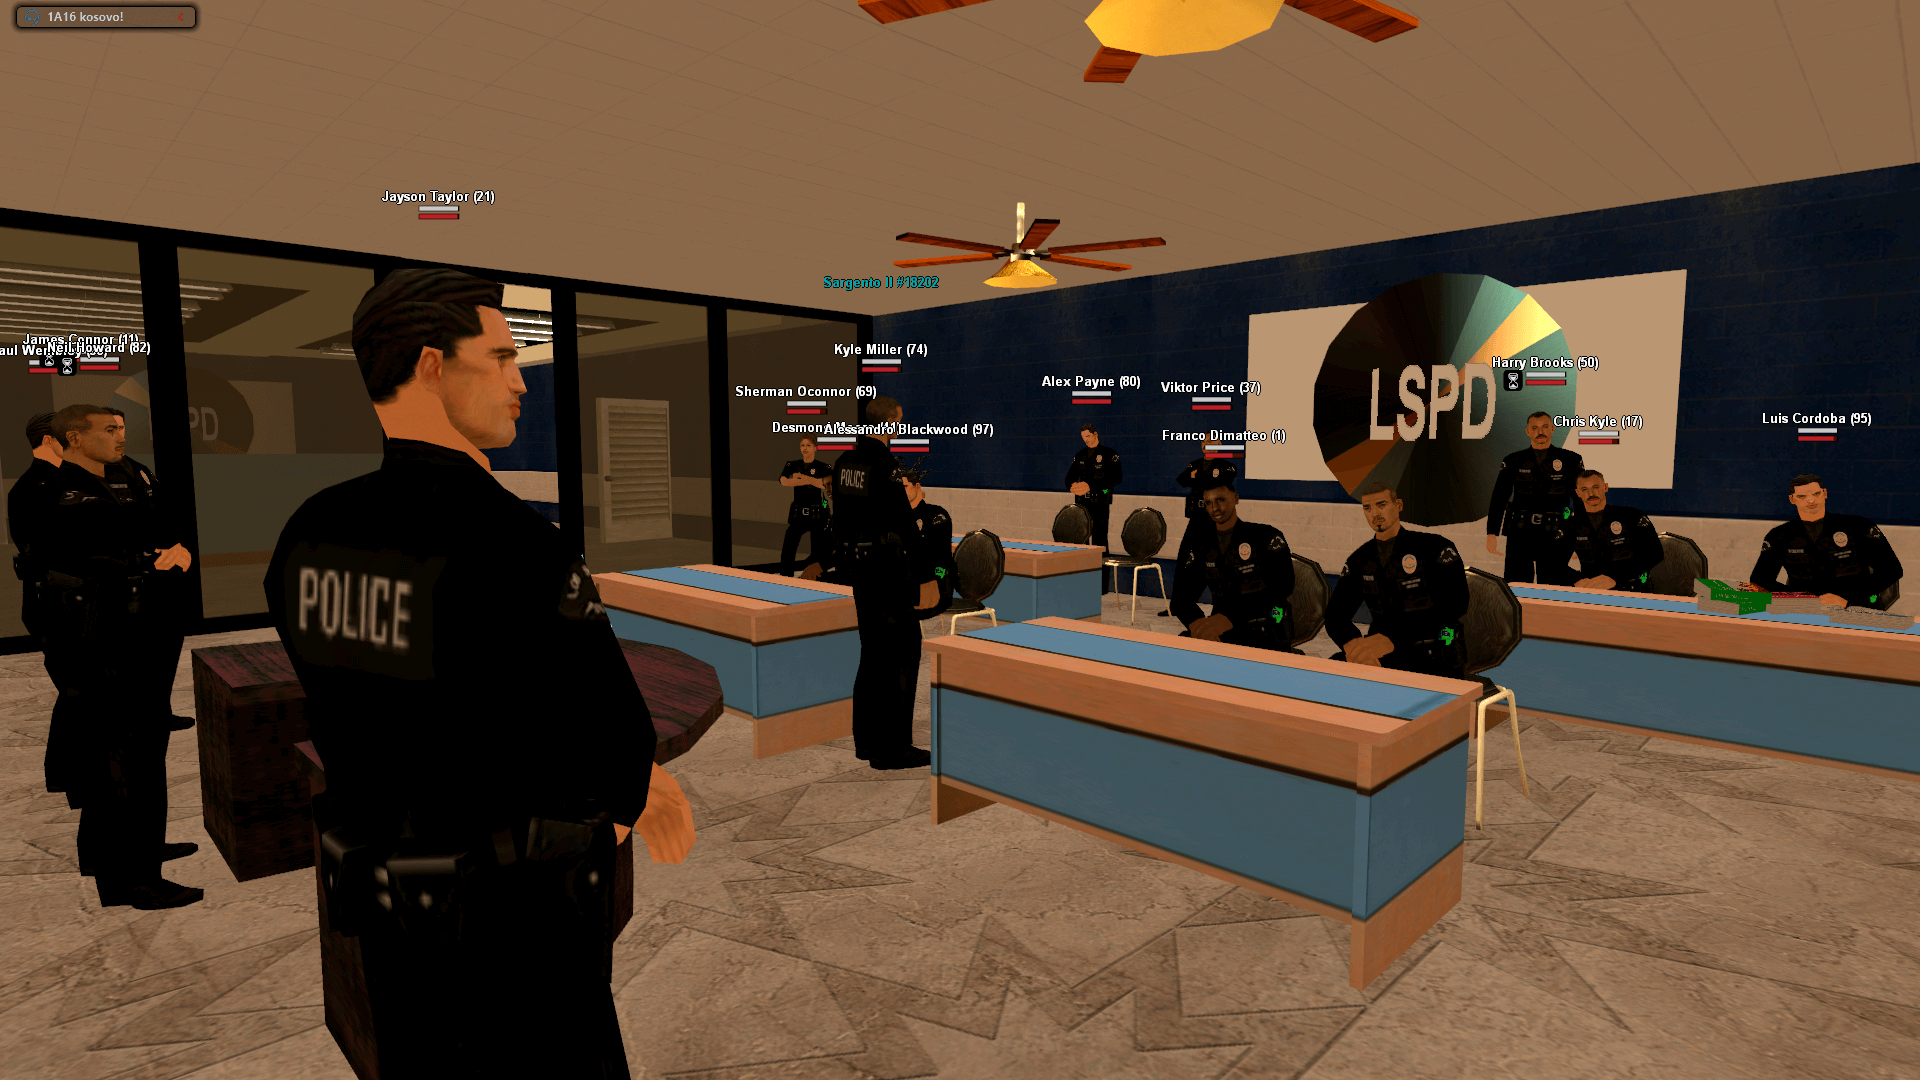 1A16 kosovo!
4
Jayson Taylor (21)
Sargento II #18202
James Connor (11)
Neil Howard (82)
Kyle Miller (74)
Sherman Oconnor (69)
Alessandro Blackwood (97)
Alex Payne (80)
Viktor Price (37)
Franco Dimatteo (1)
Harry Brooks (50)
Chris Kyle (17)
Luis Cordoba (95)
LSPD
POLICE
POLICE